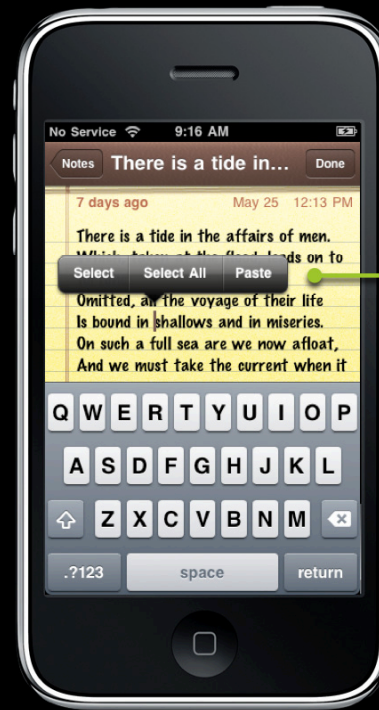 No Service 9:16 AM
Notes There is a tide in... Done
7 days ago May 25 12:13 PM
There is a tide in the affairs of men.
on to
Select Select All Paste
Omitted, all the voyage of their life
Is bound in shallows and in miseries.
On such a full sea are we now afloat,
And we must take the current when it
Q W E R T Y U I O P
A S D F G H J K L
Z X C V B N M
.?123 space return